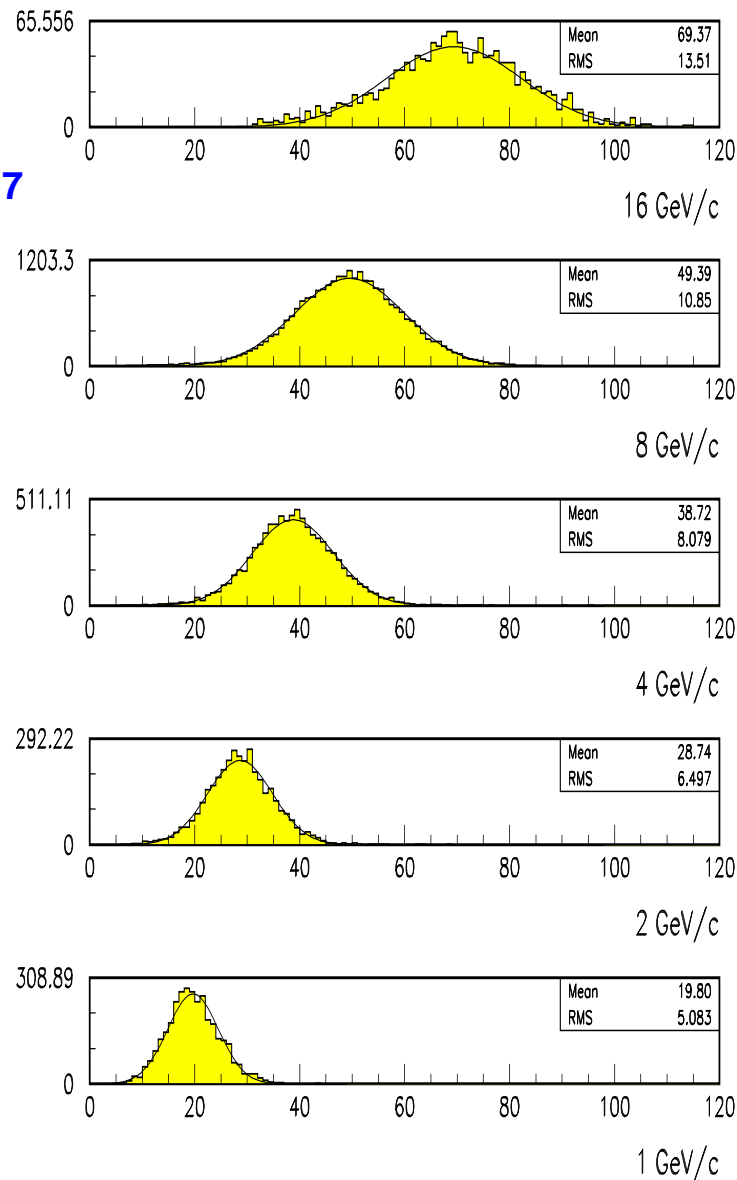 65.556
Mean 69.37
RMS 13.51
0
0 20 40 60 80 100 120
7
16 GeV/c
1203.3
Mean 49.39
RMS 10.85
0
0 20 40 60 80 100 120
8 GeV/c
511.11
Mean 38.72
RMS 8.079
0
0 20 40 60 80 100 120
4 GeV/c
292.22
Mean 28.74
RMS 6.497
0
0 20 40 60 80 100 120
2 GeV/c
308.89
Mean 19.80
RMS 5.083
0
0 20 40 60 80 100 120
1 GeV/c